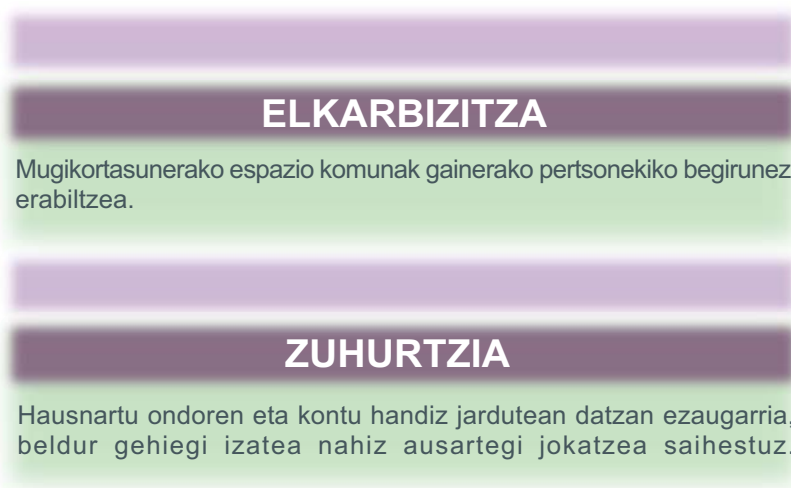 ELKARBIZITZA
Mugikortasunerako espazio komunak gainerako pertsonekiko begirunez
erabiltzea.
ZUHURTZIA
Hausnartu ondoren eta kontu handiz jardutean datzan ezaugarria,
beldur gehiegi izatea nahiz ausartegi jokatzea saihestuz.